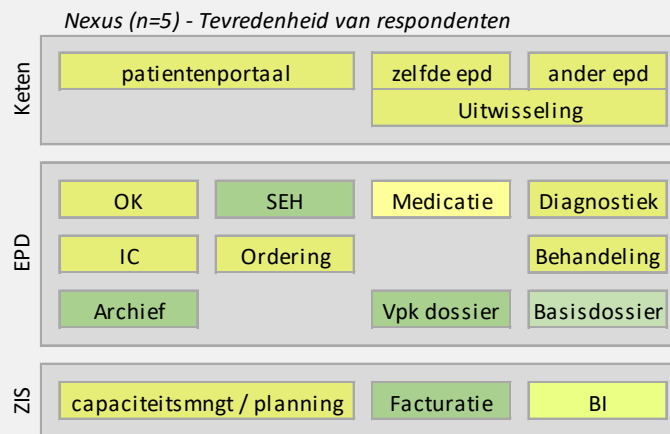 Nexus (n=5) - Tevredenheid van respondenten
Keten
patientenportaal
zelfde epd
ander epd
Uitwisseling
EPD
OK
SEH
Medicatie
Diagnostiek
IC
Ordering
Behandeling
Archief
Vpk dossier
Basisdossier
ZIS
capaciteitsmngt / planning
Facturatie
BI